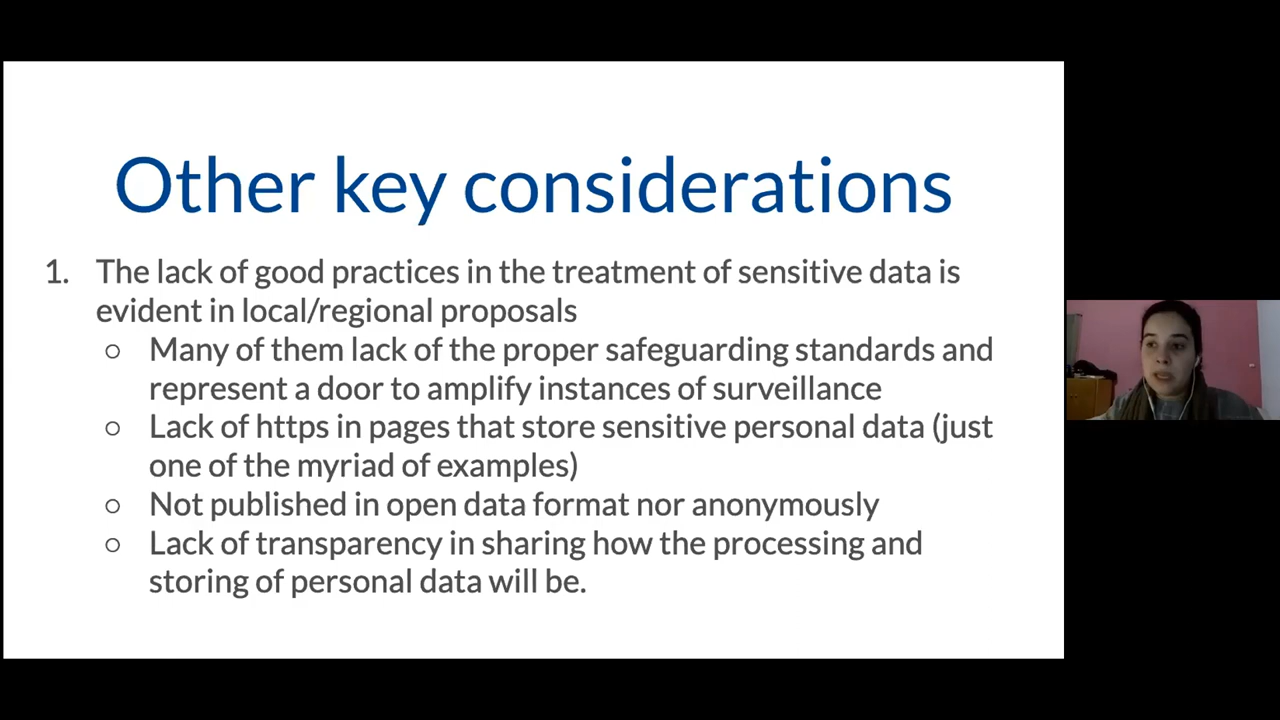 Other key considerations
1. The lack of good practices in the treatment of sensitive data is
evident in local/regional proposals
○ Many of them lack of the proper safeguarding standards and
represent a door to amplify instances of surveillance
○ Lack of https in pages that store sensitive personal data (just
one of the myriad of examples)
○ Not published in open data format nor anonymously
○ Lack of transparency in sharing how the processing and
storing of personal data will be.